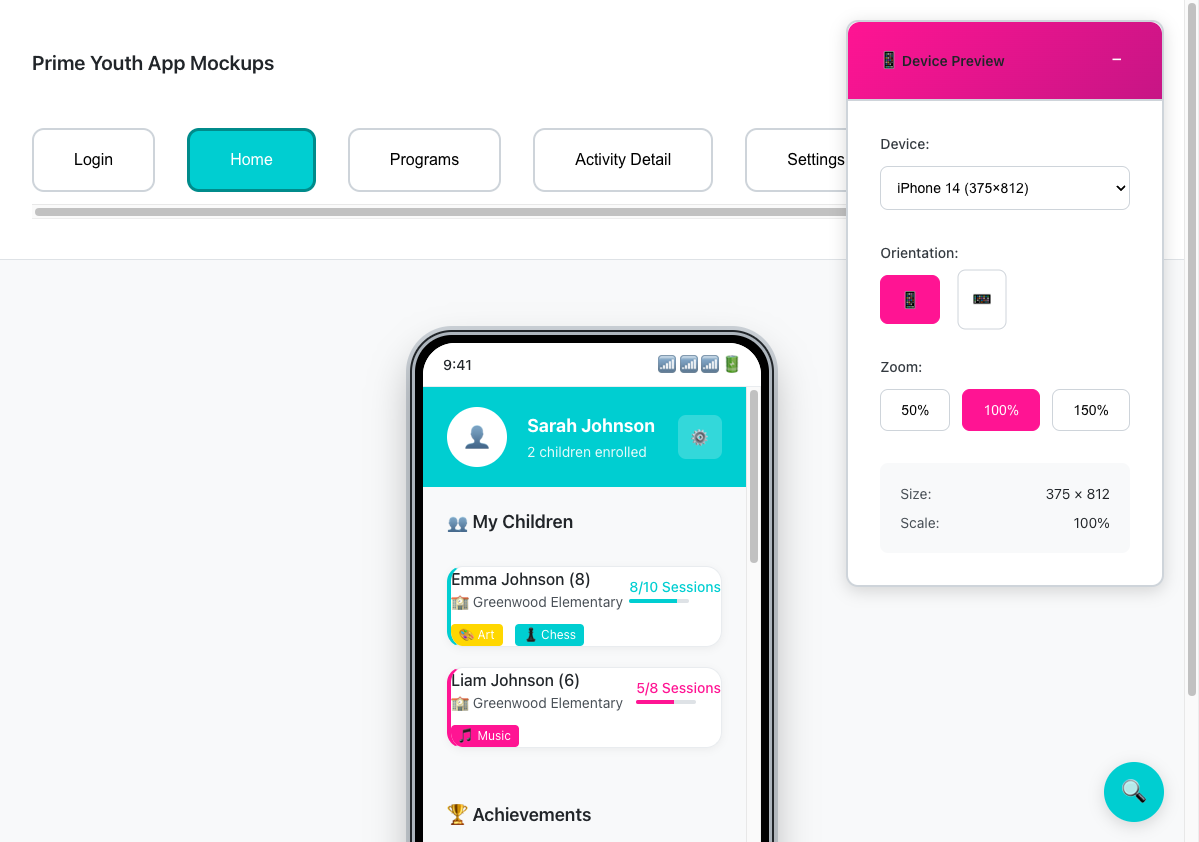 Prime Youth App Mockups
Login
Home
Programs
Activity Detail
Settings
Device Preview
−
Device:
iPhone 14 (375×812)
Orientation:
Zoom:
50%
100%
150%
Size:
375 × 812
Scale:
100%
9:41
Sarah Johnson
2 children enrolled
My Children
Emma Johnson (8)
Greenwood Elementary
8/10 Sessions
Art
Chess
Liam Johnson (6)
Greenwood Elementary
5/8 Sessions
Music
Achievements